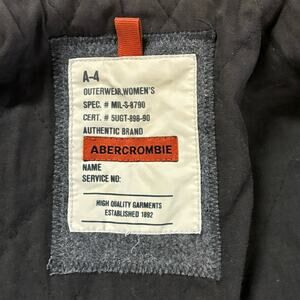 A-4
OUTERWEAR,WOMEN'S
SPEC. # MIL-S-8790
CERT. # 5UGT-898-90
AUTHENTIC BRAND
ABERCROMBIE
NAME
SERVICE NO:
HIGH QUALITY GARMENTS
ESTABLISHED 1892